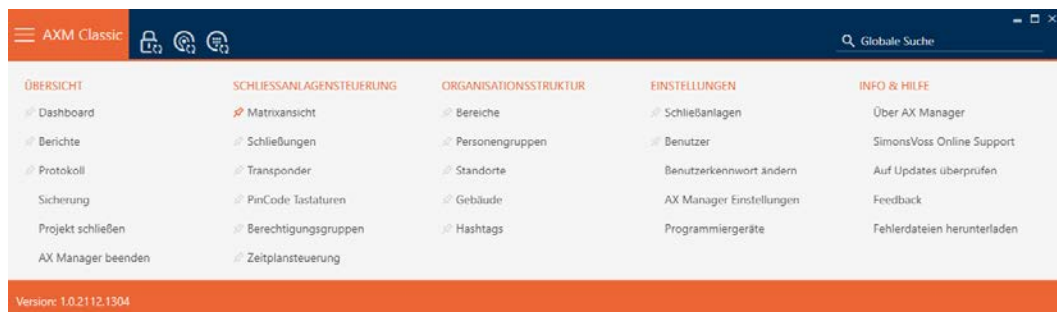 AXM Classic
Globale Suche
ÜBERSICHT
Dashboard
Berichte
Protokoll
Sicherung
Projekt schließen
AX Manager beenden
SCHLIESSANLAGENSTEUERUNG
Matrixansicht
Schließungen
Transponder
PinCode Tastaturen
Berechtigungsgruppen
Zeitplansteuerung
ORGANISATIONSSTRUKTUR
Bereiche
Personengruppen
Standorte
Gebäude
Hashtags
EINSTELLUNGEN
Schließanlagen
Benutzer
Benutzerkennwort ändern
AX Manager Einstellungen
Programmiergeräte
INFO & HILFE
Über AX Manager
SimonsVoss Online Support
Auf Updates überprüfen
Feedback
Fehlerdateien herunterladen
Version: 1.0.2112.1304